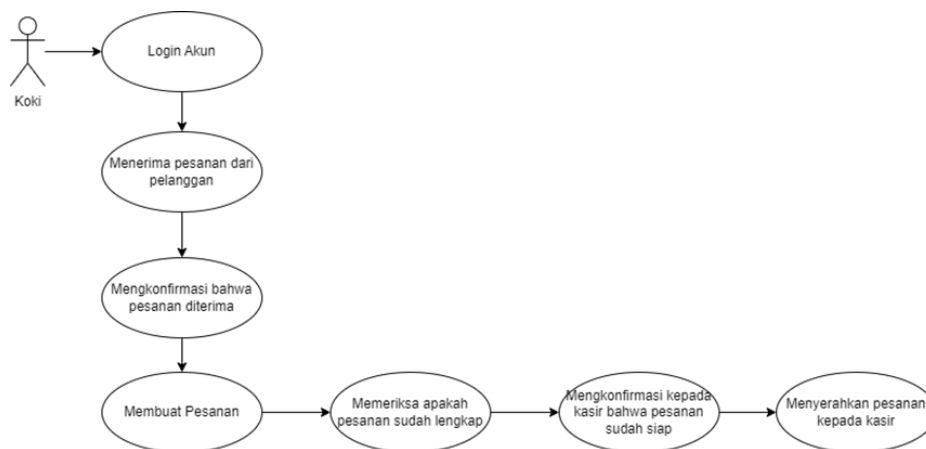 Login Akun
Koki
Menerima pesanan dari
pelanggan
Mengkonfirmasi bahwa
pesanan diterima
Membuat Pesanan
Memeriksa apakah
pesanan sudah lengkap
Mengkonfirmasi kepada
kasir bahwa pesanan
sudah siap
Menyerahkan pesanan
kepada kasir